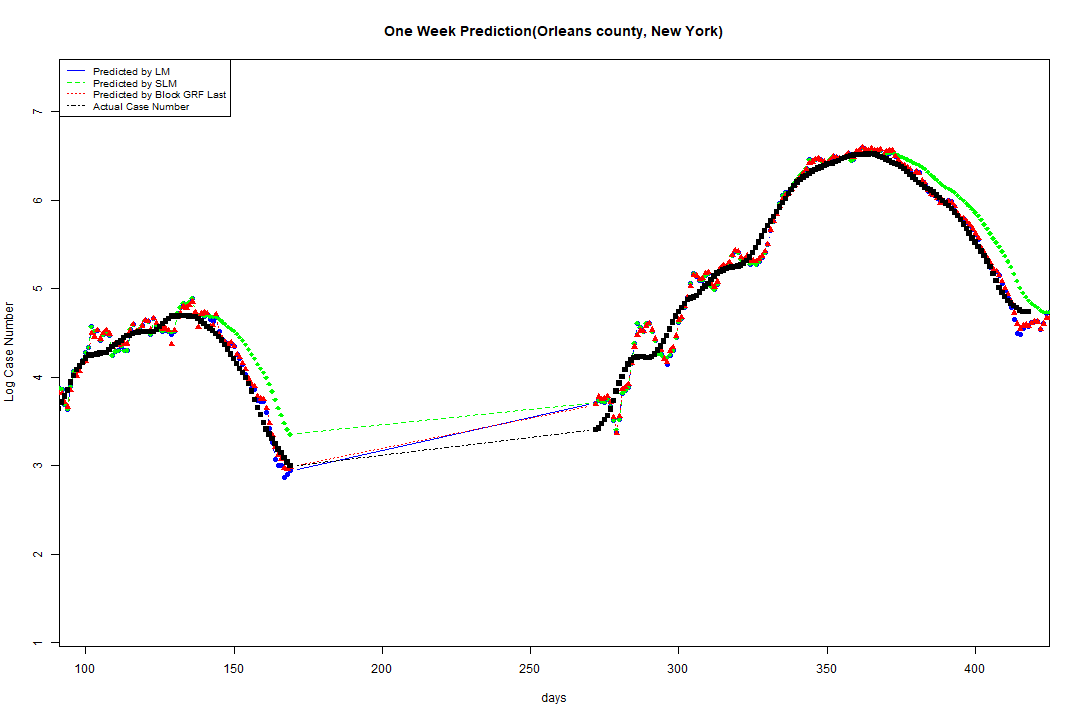 One Week Prediction(Orleans county, New York)
Predicted by LM
Predicted by SLM
Predicted by Block GRF Last
Actual Case Number
Log Case Number
7
6
5
4
3
2
1
100 150 200 250 300 350 400
days